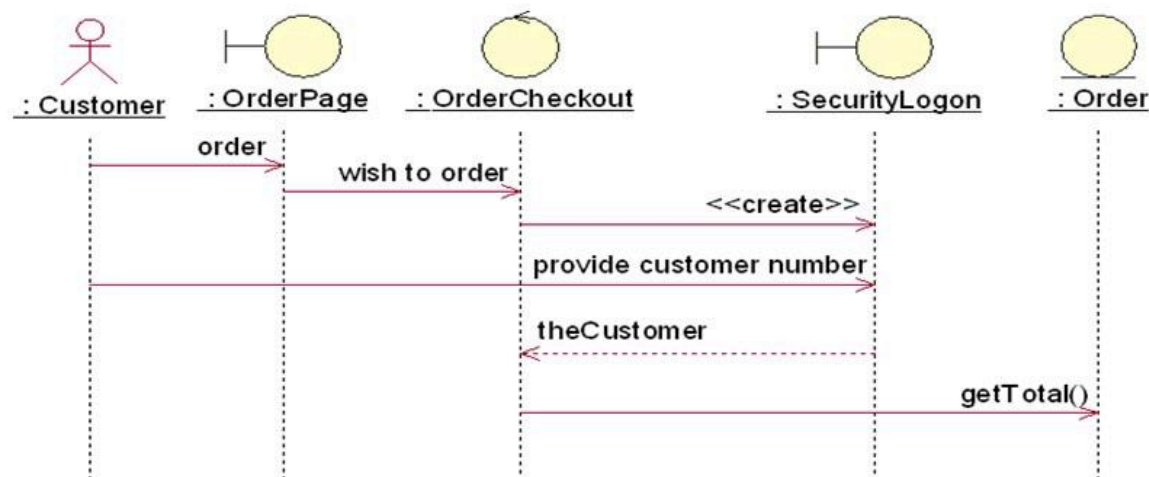 : Customer
: OrderPage
: OrderCheckout
: SecurityLogon
: Order
order
wish to order
<<create>>
provide customer number
theCustomer
getTotal()